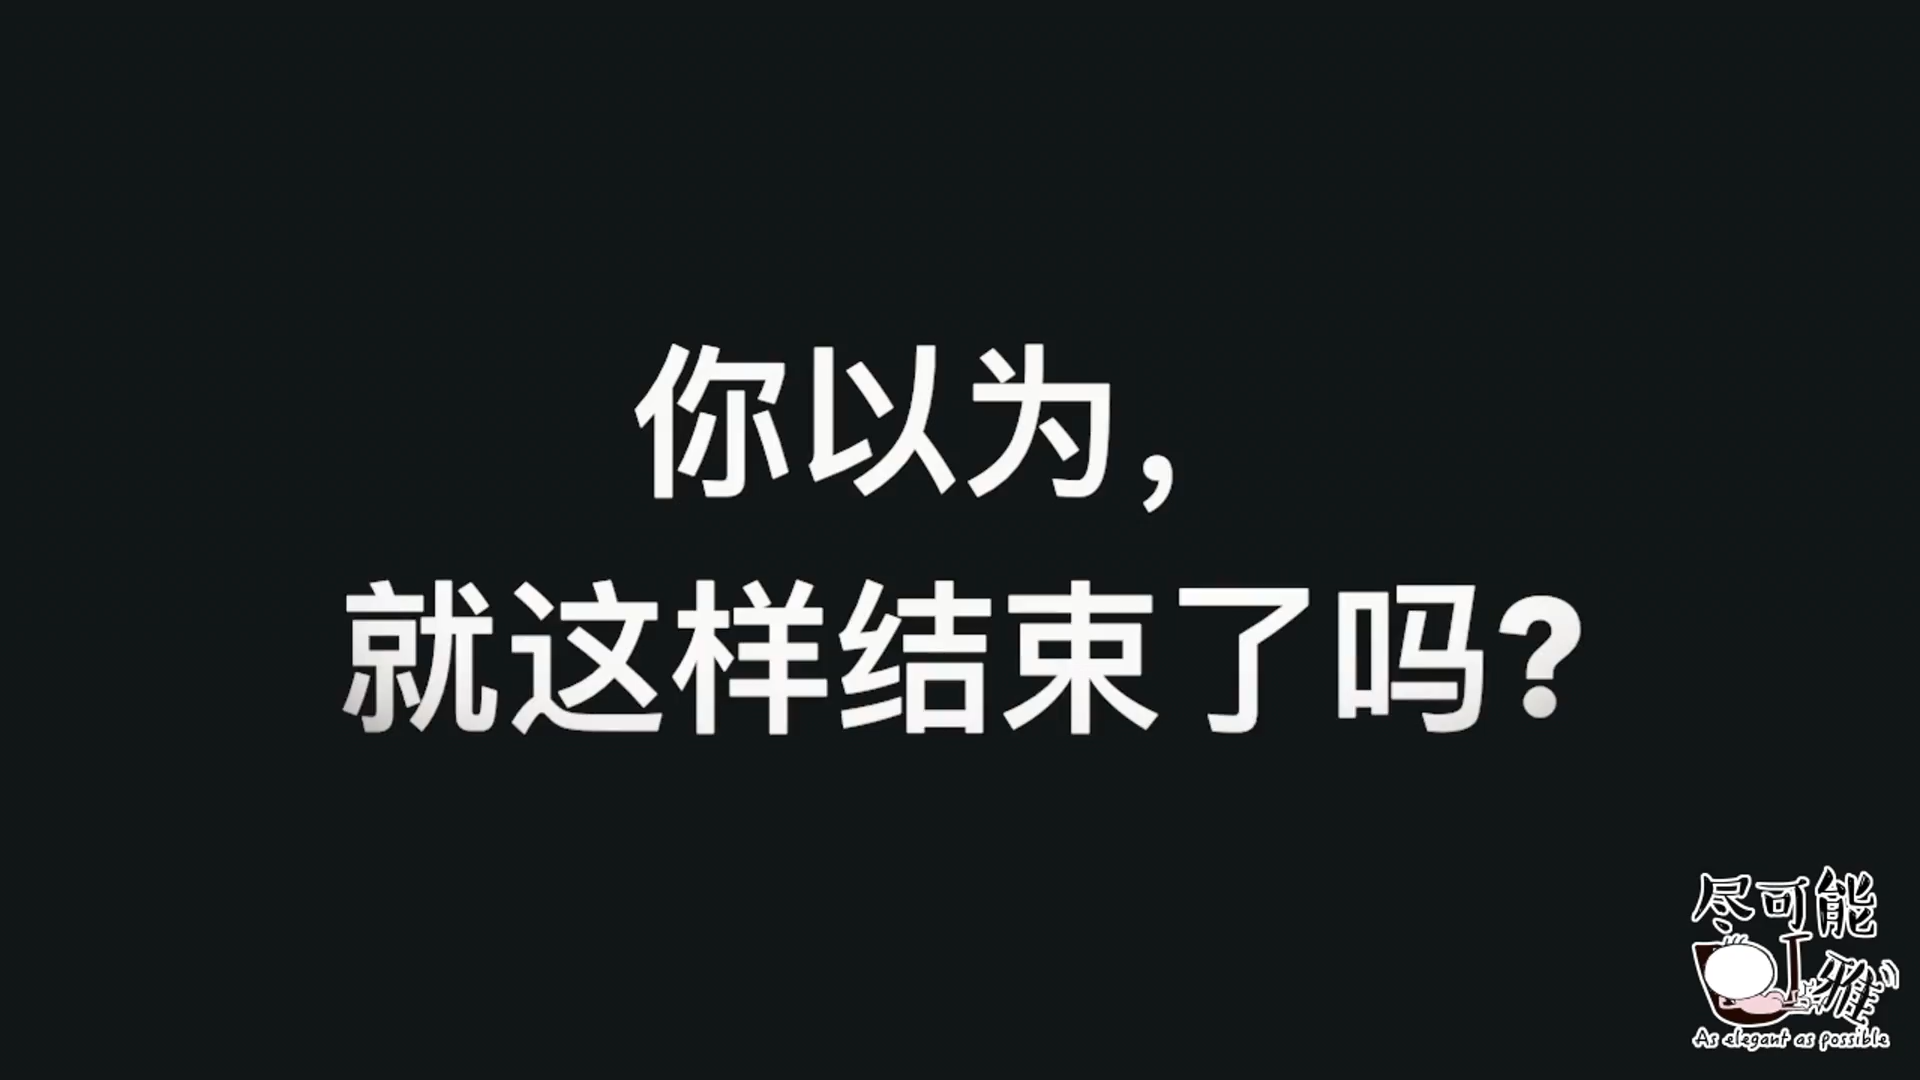 你以为，
就这样结束了吗？
尽可能
雅
As elegant as possible